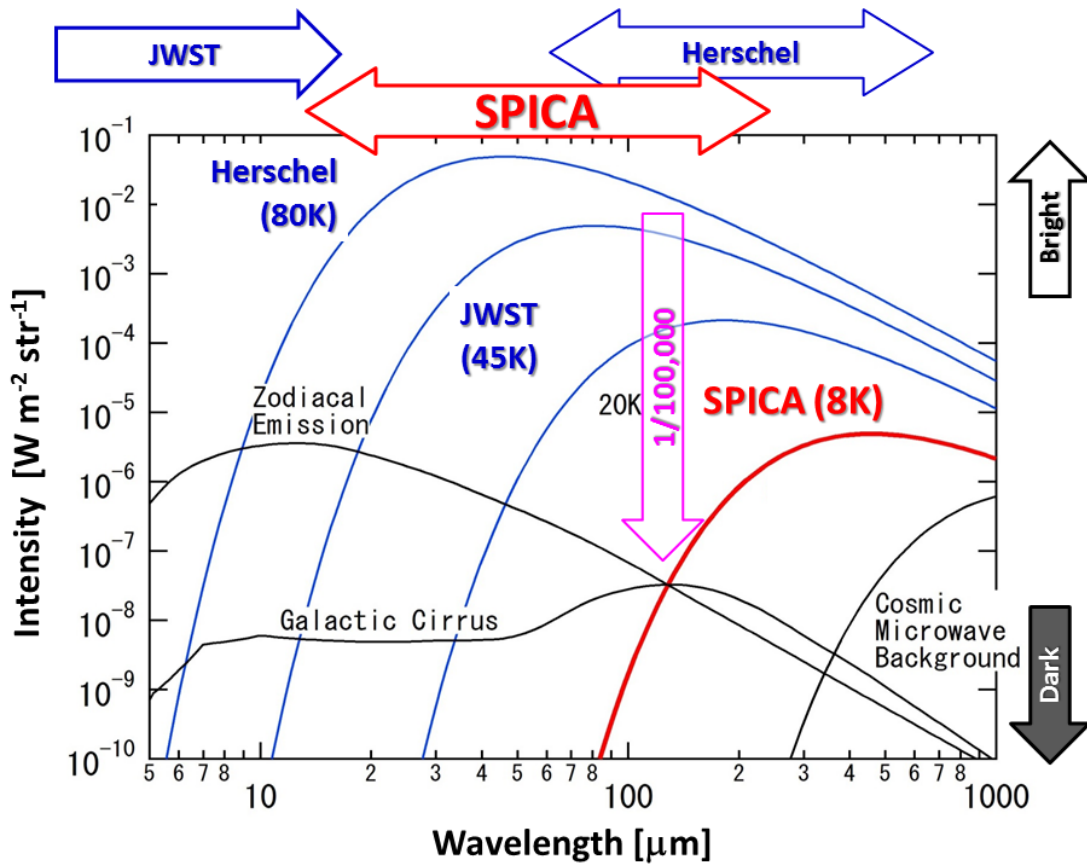 JWST
Herschel
SPICA
10-1
10-2
10-3
10-4
10-5
10-6
10-7
10-8
10-9
10-10
Intensity [W m-2 str-1]
Herschel
(80K)
JWST
(45K)
Zodiacal
Emission
20K
1/100,000
SPICA (8K)
Galactic Cirrus
Cosmic
Microwave
Background
Bright
Dark
5 6 7 8 2 3 4 5 6 7 8 2 3 4 5 6 7 8
10 100 1000
Wavelength [μm]